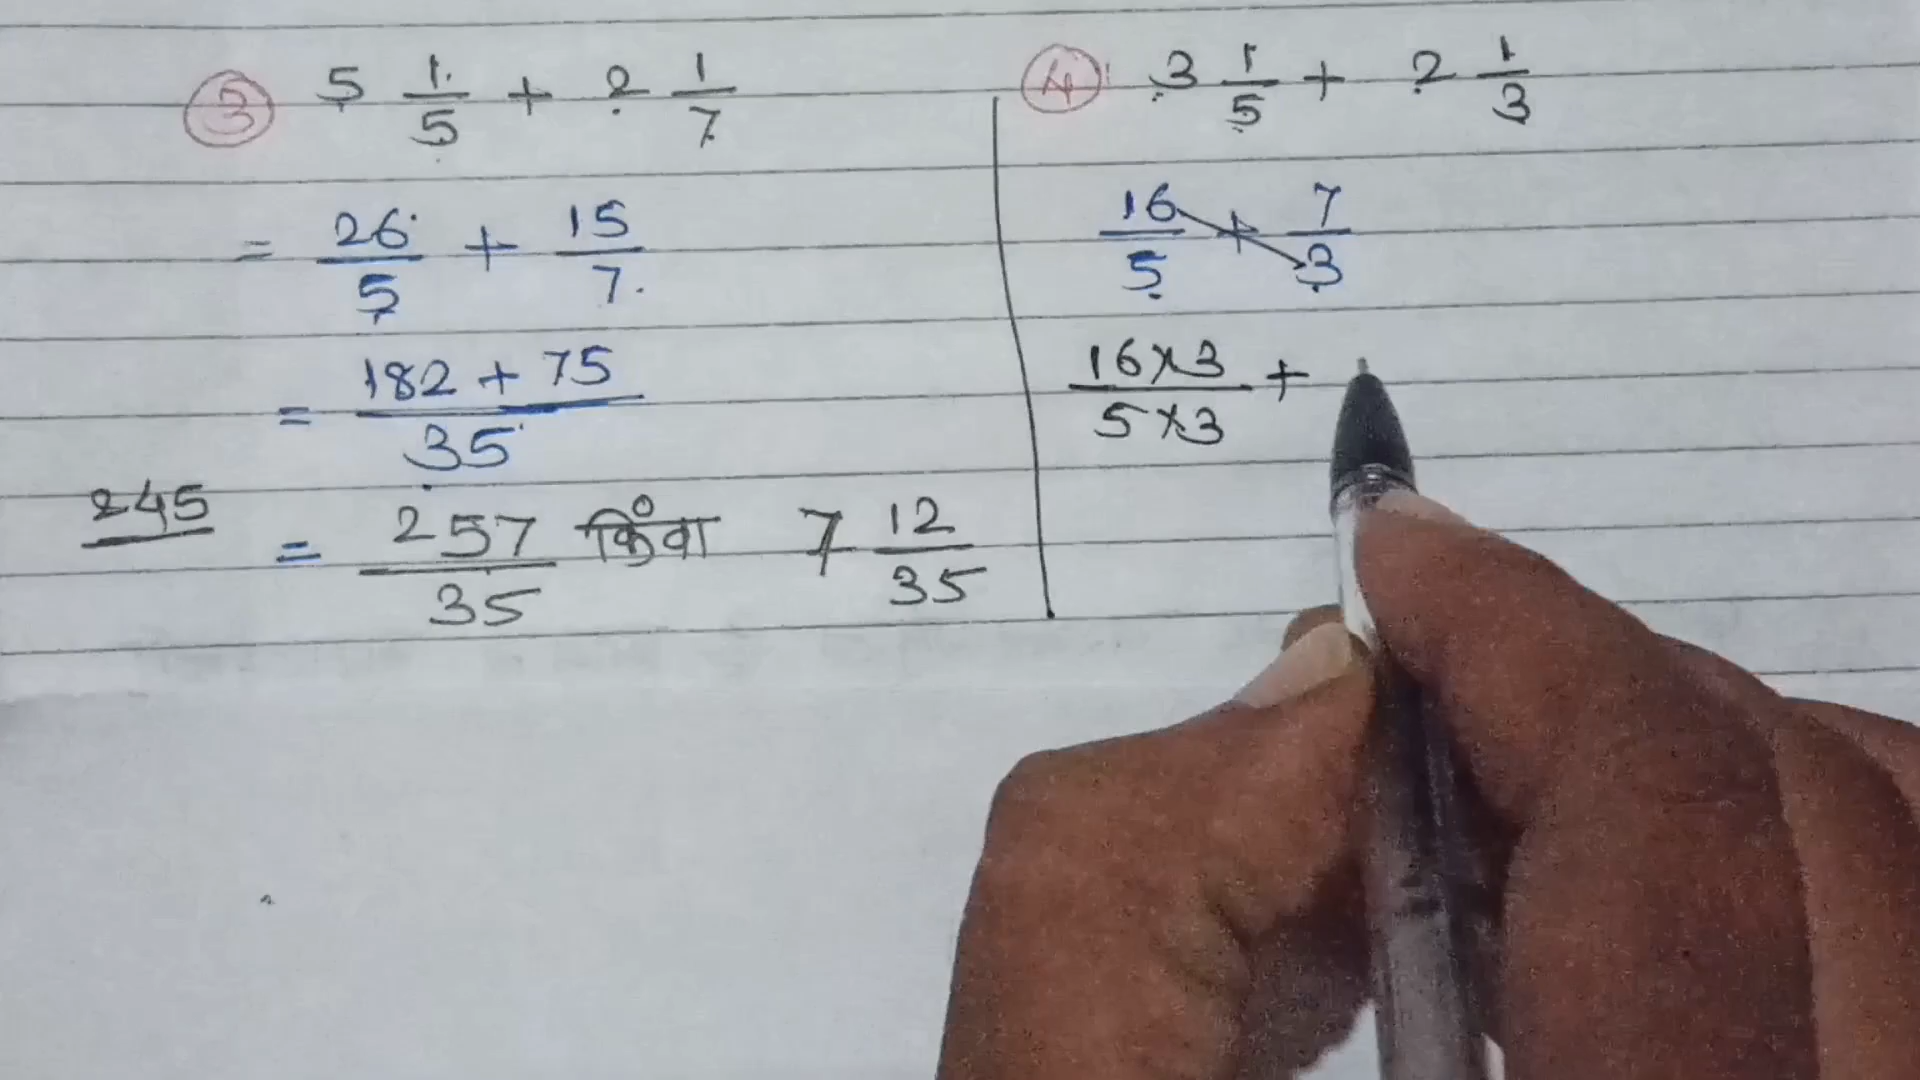 ③ 5 1/5 + 2 1/7
= 26/5 + 15/7
= 182 + 75/35
245
= 257/35 किंवा 7 12/35
④ 3 1/5 + 2 1/3
16/5 + 7/3
16×3/5×3 +